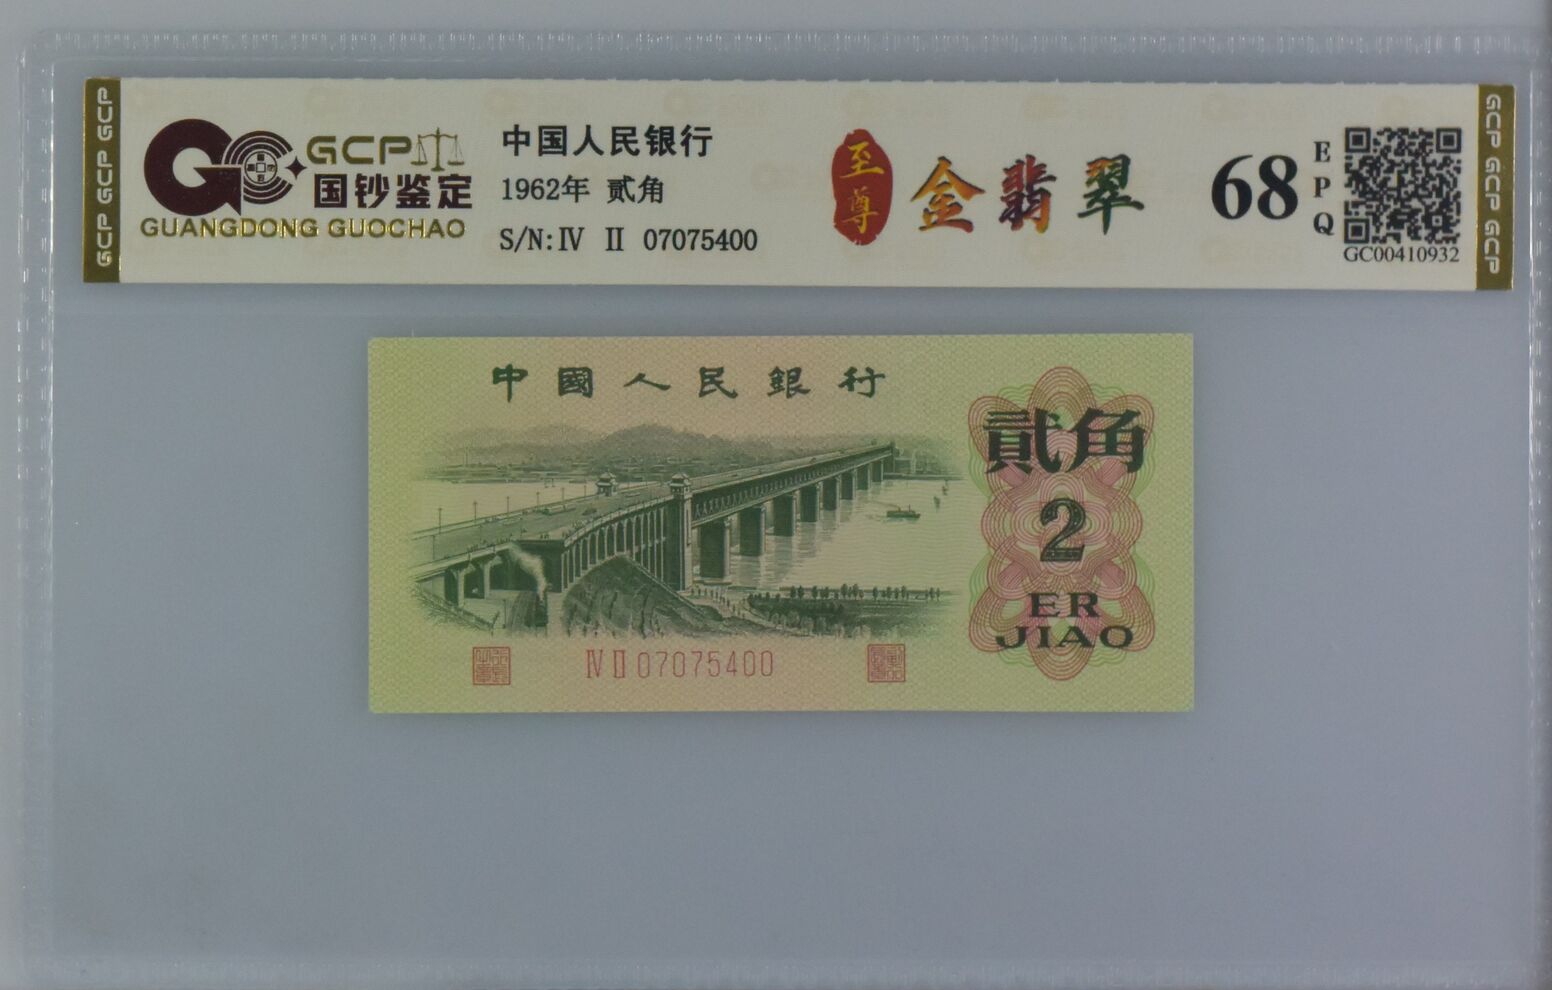 GCP GCP GCP
GCP
国钞鉴定
GUANGDONG GUOCHAO
中国人民银行
1962年 贰角
S/N:Ⅳ Ⅱ 07075400
至尊
金翡翠
68
EPQ
GC00410932
GCP GCP GCP
中國人民銀行
貳角
2
ER
JIAO
Ⅳ Ⅱ 07075400